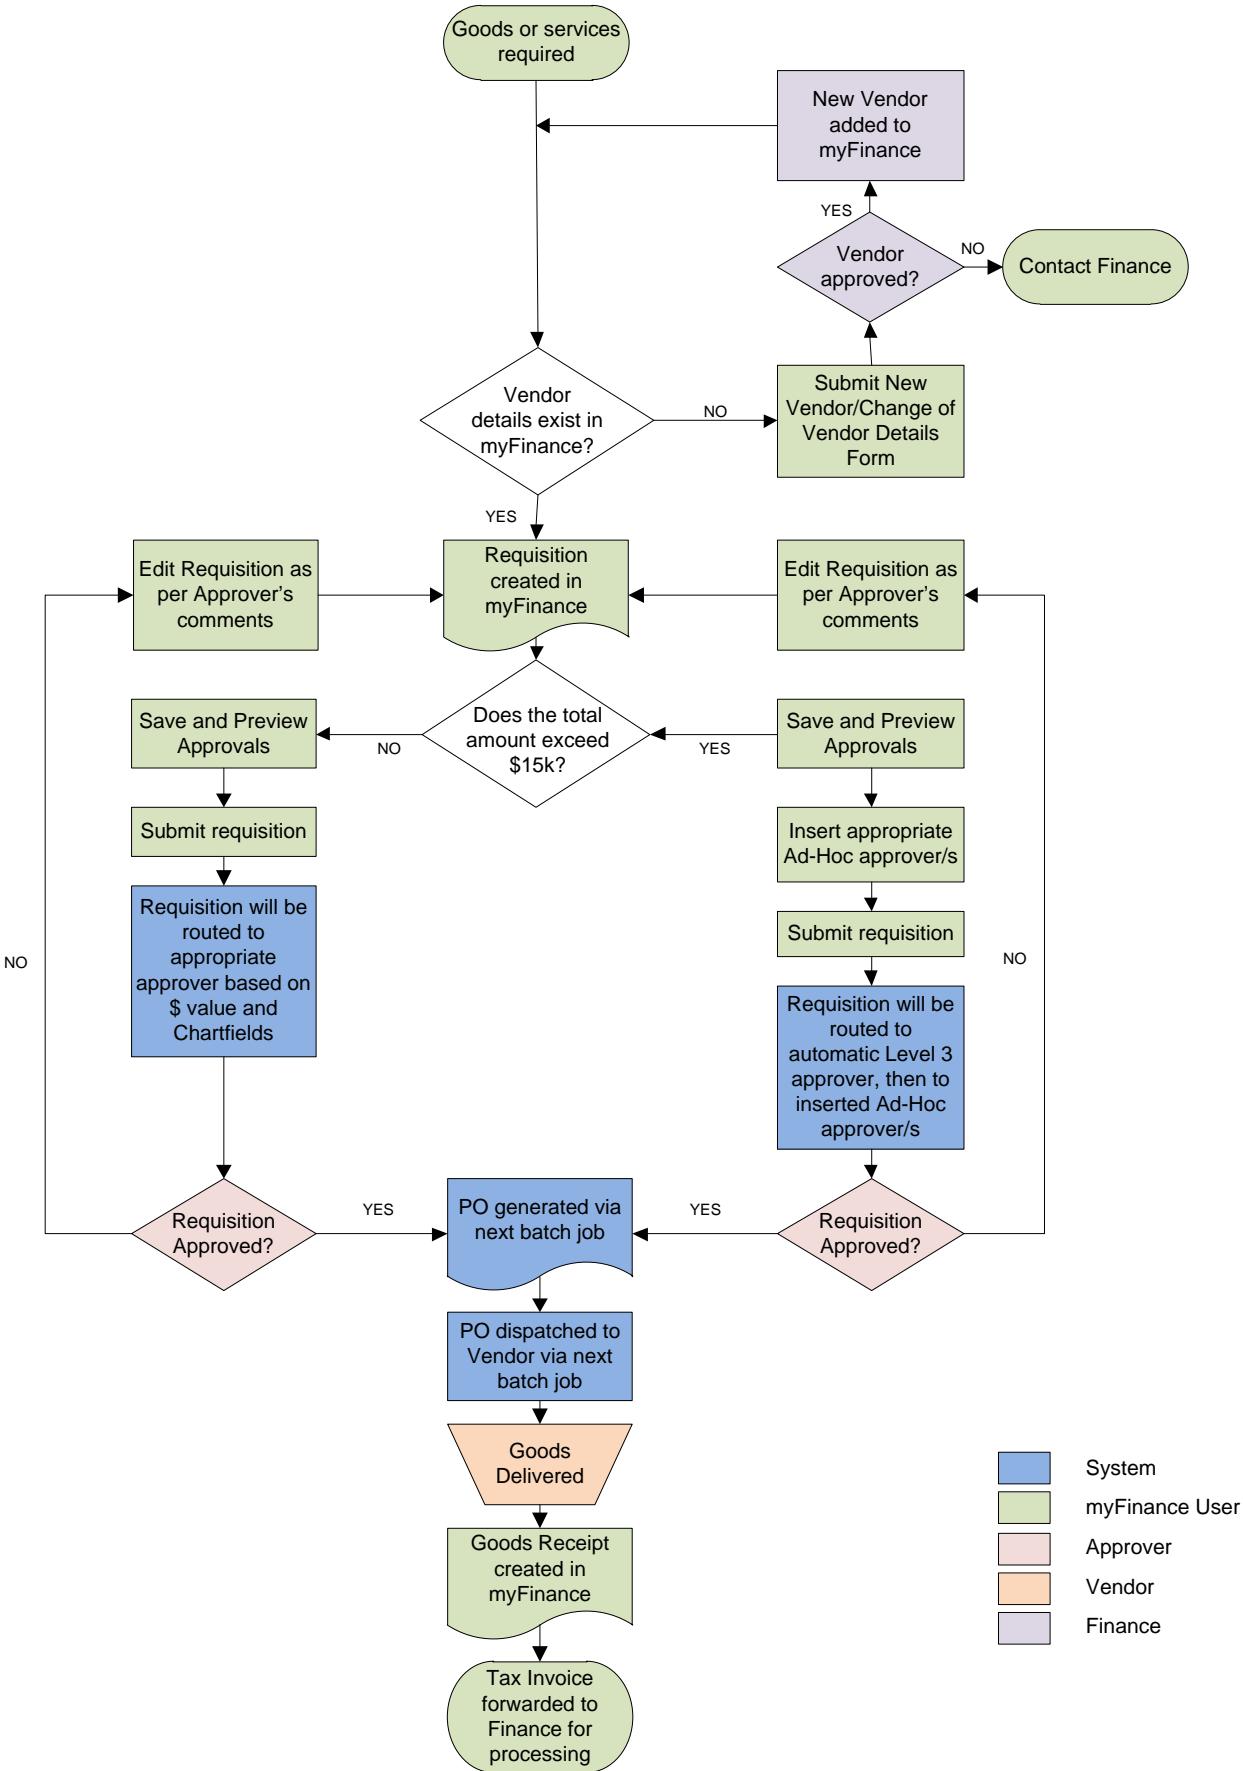 Goods or services
required
New Vendor
added to
myFinance
YES
Vendor
approved?
NO
Contact Finance
Vendor
details exist in
myFinance?
NO
Submit New
Vendor/Change of
Vendor Details
Form
YES
Edit Requisition as
per Approver's
comments
Requisition
created in
myFinance
Edit Requisition as
per Approver's
comments
Save and Preview
Approvals
NO
Does the total
amount exceed
$15k?
YES
Save and Preview
Approvals
Submit requisition
Insert appropriate
Ad-Hoc approver/s
Requisition will be
routed to
appropriate
approver based on
$ value and
Chartfields
NO
Submit requisition
NO
Requisition will be
routed to
automatic Level 3
approver, then to
inserted Ad-Hoc
approver/s
Requisition
Approved?
YES
PO generated via
next batch job
YES
Requisition
Approved?
PO dispatched to
Vendor via next
batch job
Goods
Delivered
Goods Receipt
created in
myFinance
Tax Invoice
forwarded to
Finance for
processing
System
myFinance User
Approver
Vendor
Finance